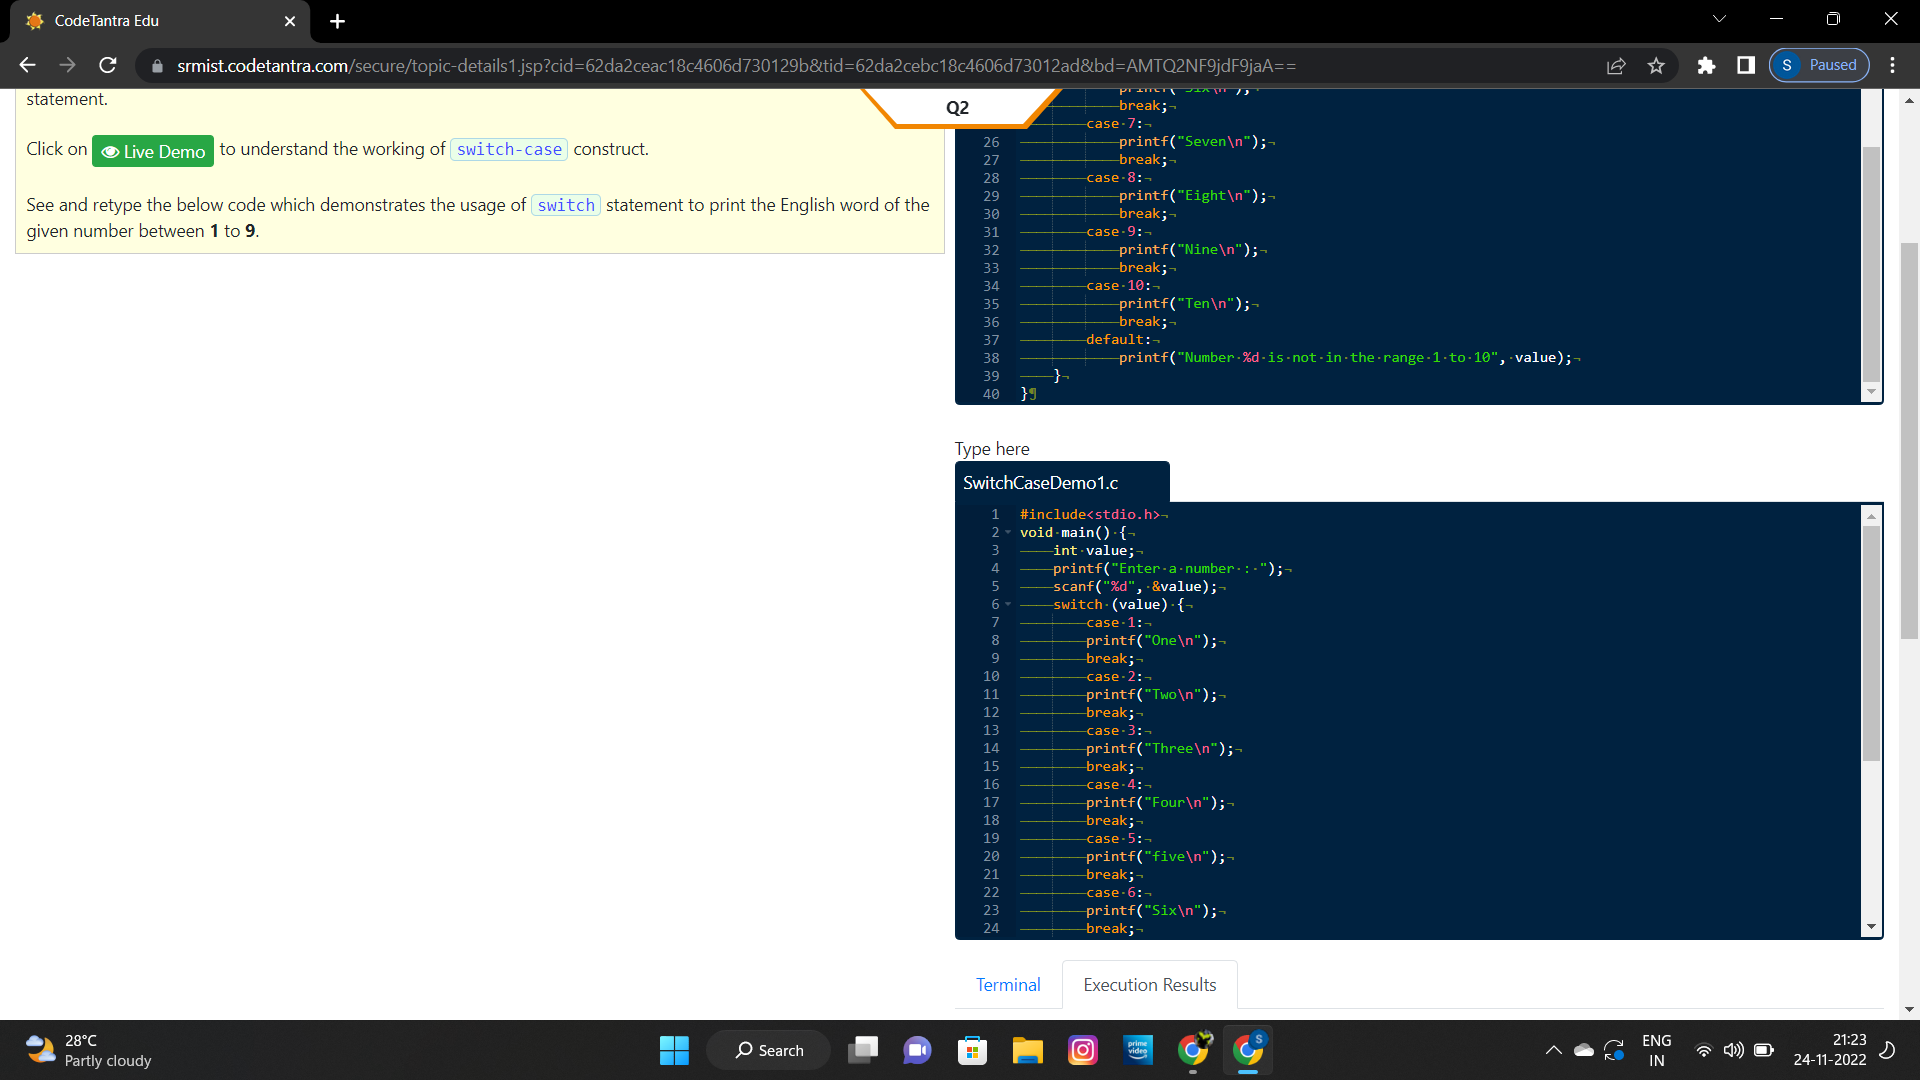 CodeTantra Edu
srmist.codetantra.com/secure/topic-details1.jsp?cid=62da2ceac18c4606d730129b&tid=62da2cebc18c4606d73012ad&bd=AMTQ2NF9jdF9jaA==
S Paused
statement.
Click on Live Demo to understand the working of switch-case construct.
See and retype the below code which demonstrates the usage of switch statement to print the English word of the
given number between 1 to 9.
Q2
printf("Six\n");
break;
case 7:
26 printf("Seven\n");
27 break;
28 case 8:
29 printf("Eight\n");
30 break;
31 case 9:
32 printf("Nine\n");
33 break;
34 case 10:
35 printf("Ten\n");
36 break;
37 default:
38 printf("Number %d is not in the range 1 to 10", value);
39 }
40 }
Type here
SwitchCaseDemo1.c
1 #include<stdio.h>
2 void main() {
3 int value;
4 printf("Enter a number : ");
5 scanf("%d", &value);
6 switch (value) {
7 case 1:
8 printf("One\n");
9 break;
10 case 2:
11 printf("Two\n");
12 break;
13 case 3:
14 printf("Three\n");
15 break;
16 case 4:
17 printf("Four\n");
18 break;
19 case 5:
20 printf("five\n");
21 break;
22 case 6:
23 printf("Six\n");
24 break;
Terminal
Execution Results
28°C
Partly cloudy
Search
prime video
S
ENG
IN
21:23
24-11-2022